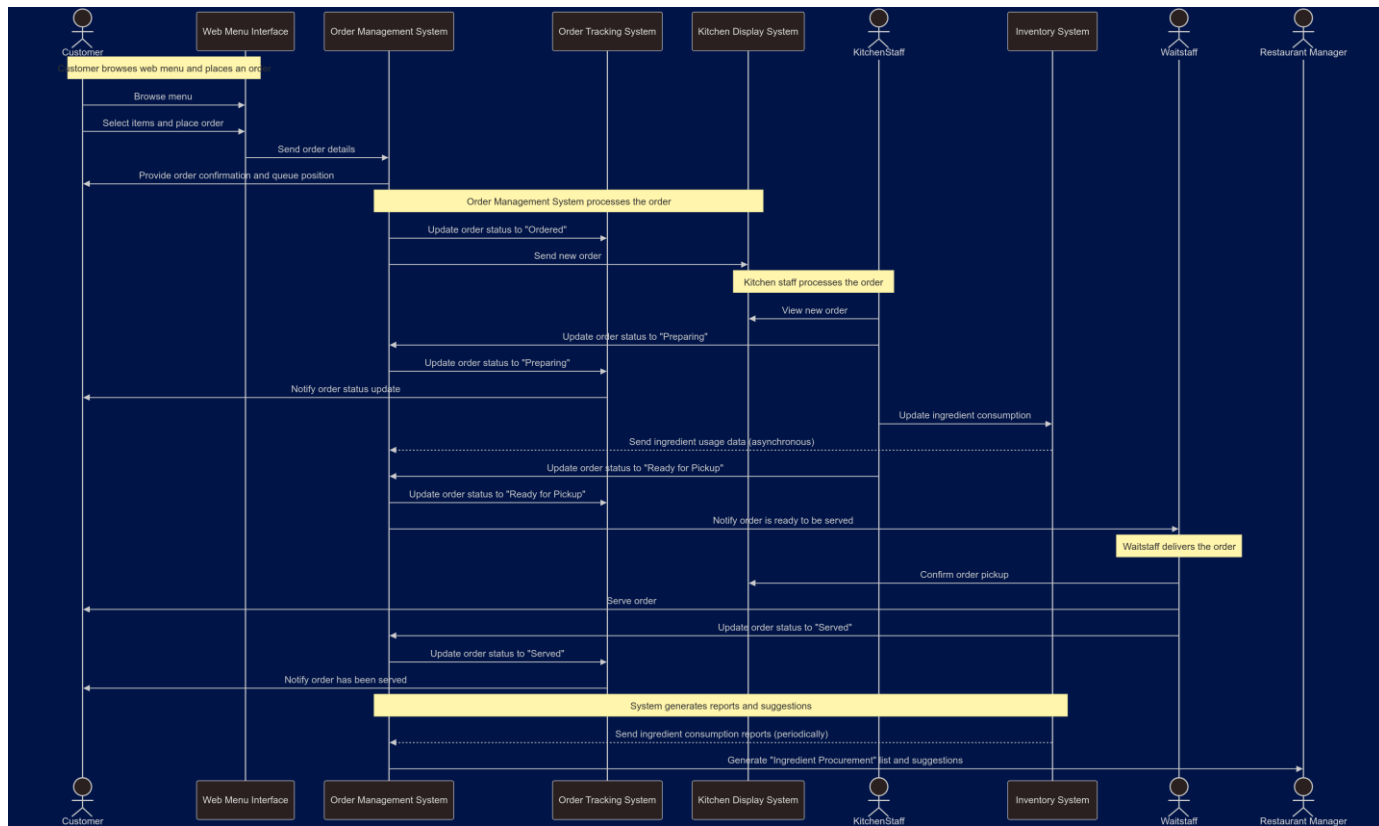 Customer
Web Menu Interface
Order Management System
Order Tracking System
Kitchen Display System
KitchenStaff
Inventory System
Waitstaff
Restaurant Manager
Customer browses web menu and places an order
Browse menu
Select items and place order
Send order details
Provide order confirmation and queue position
Order Management System processes the order
Update order status to "Ordered"
Send new order
Kitchen staff processes the order
View new order
Update order status to "Preparing"
Update order status to "Preparing"
Notify order status update
Update ingredient consumption
Send ingredient usage data (asynchronous)
Update order status to "Ready for Pickup"
Update order status to "Ready for Pickup"
Notify order is ready to be served
Waitstaff delivers the order
Confirm order pickup
Serve order
Update order status to "Served"
Update order status to "Served"
Notify order has been served
System generates reports and suggestions
Send ingredient consumption reports (periodically)
Generate "Ingredient Procurement" list and suggestions
Customer
Web Menu Interface
Order Management System
Order Tracking System
Kitchen Display System
KitchenStaff
Inventory System
Waitstaff
Restaurant Manager